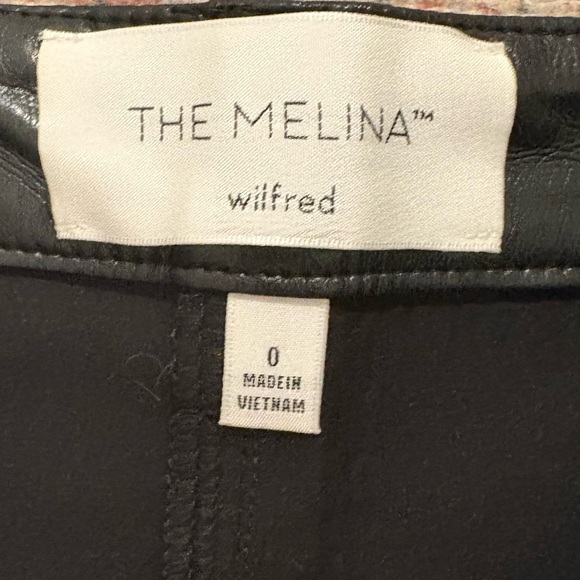 THE MELINA™
wilfred
0
MADE IN
VIETNAM